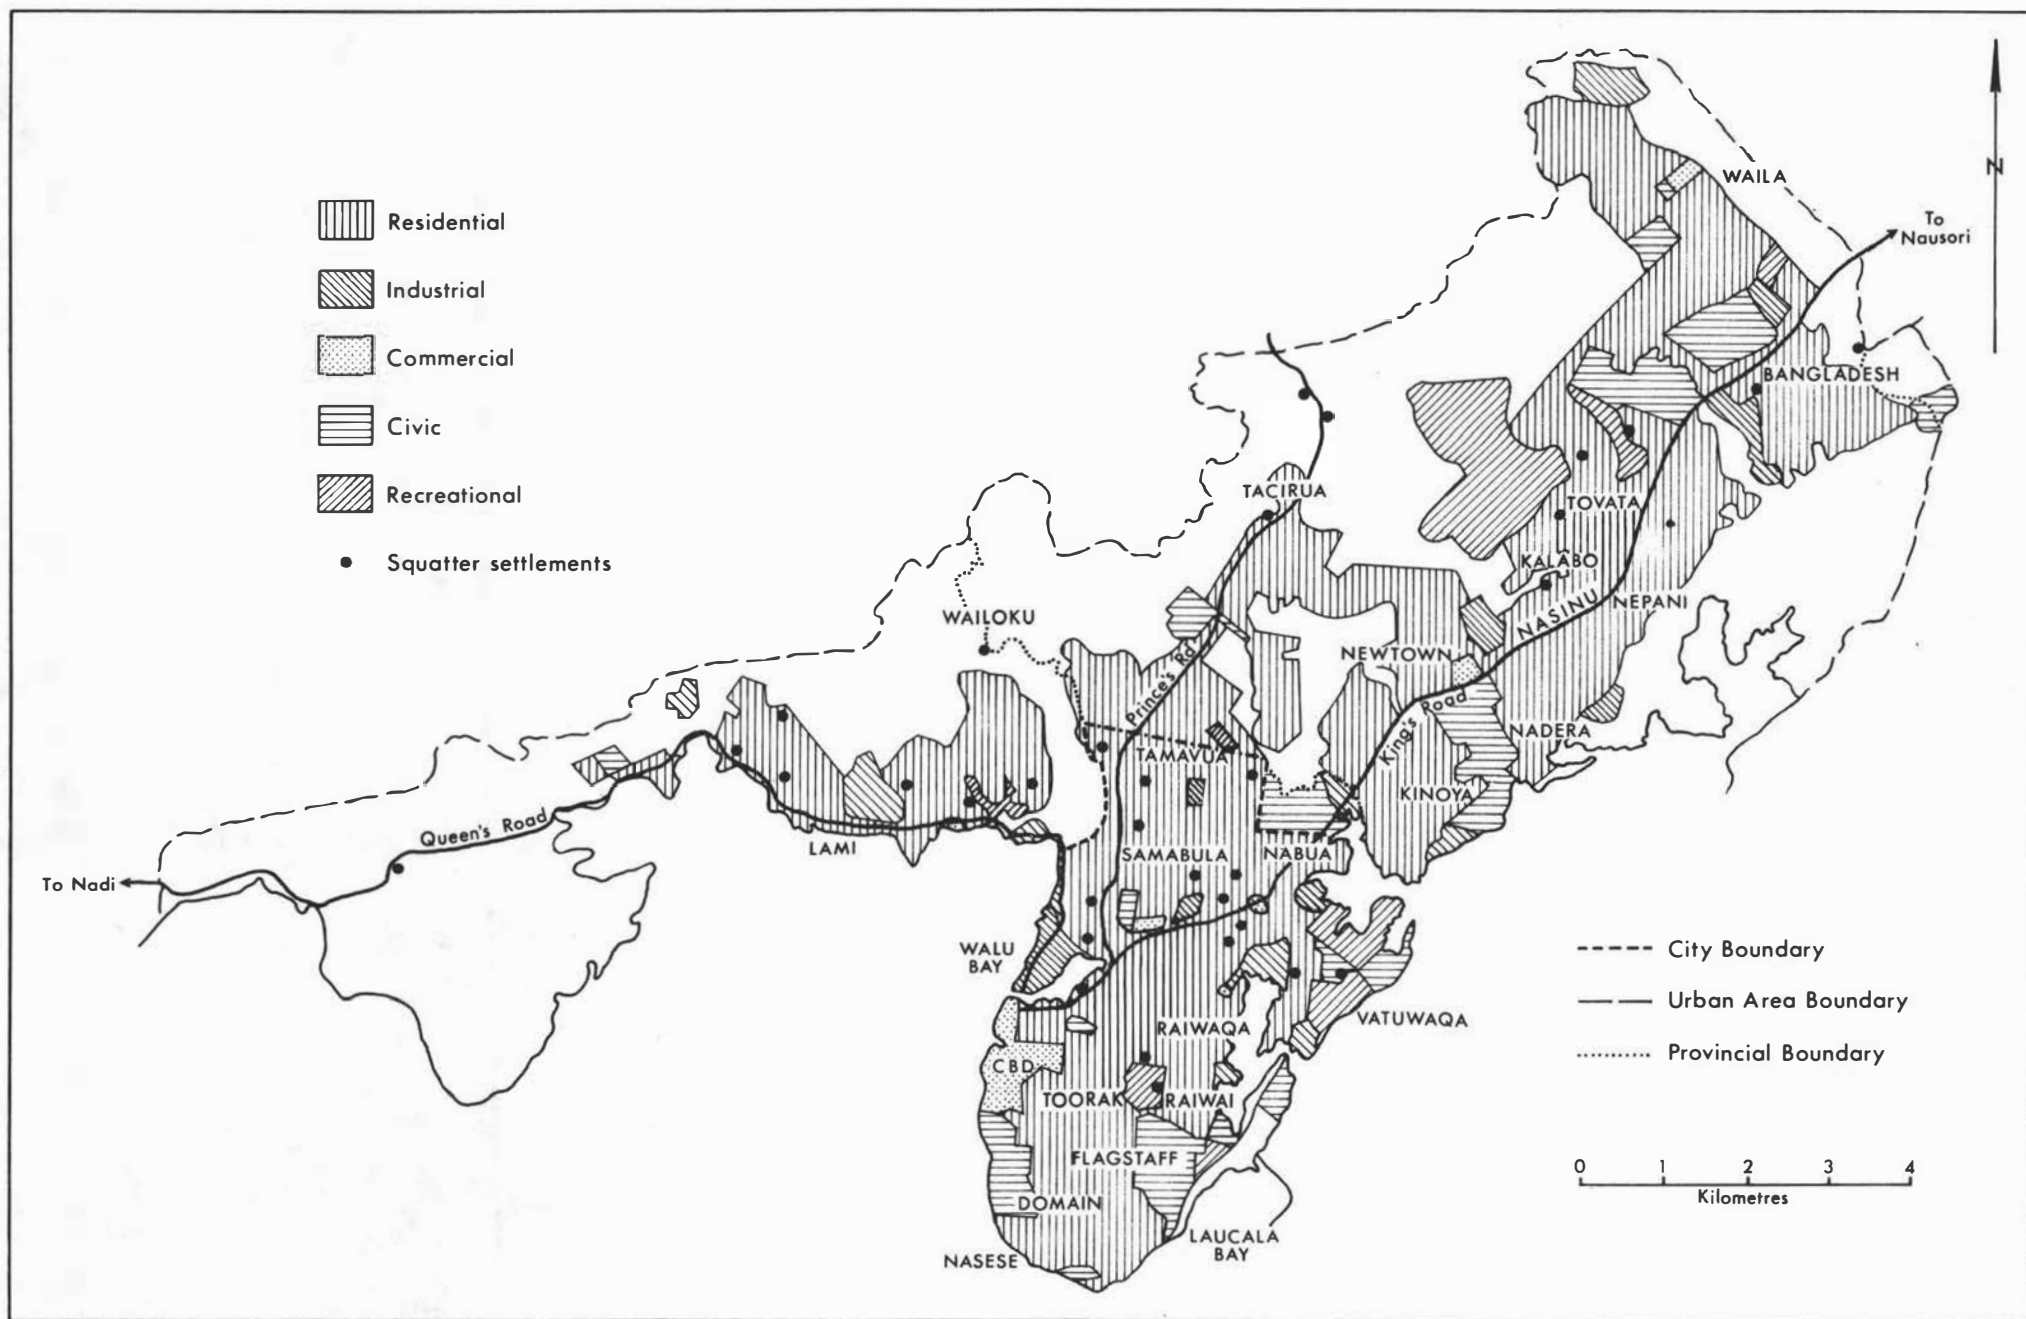 Residential
Industrial
Commercial
Civic
Recreational
Squatter settlements
N
WAILA
To
Nausori
BANGLADESH
TACIRUA
TOVATA
KALABO
NASINU
NEPANI
WAILOKU
NEWTOWN
Prince's Rd
King's Road
NADERA
TAMAVUA
KINOYA
Queen's Road
LAMI
SAMABULA
NABUA
To Nadi
WALU
BAY
VATUWAQA
RAIWAQA
CBD
TOORAK
RAIWAI
FLAGSTAFF
DOMAIN
LAUCALA
BAY
NASESE
City Boundary
Urban Area Boundary
Provincial Boundary
0 1 2 3 4
Kilometres